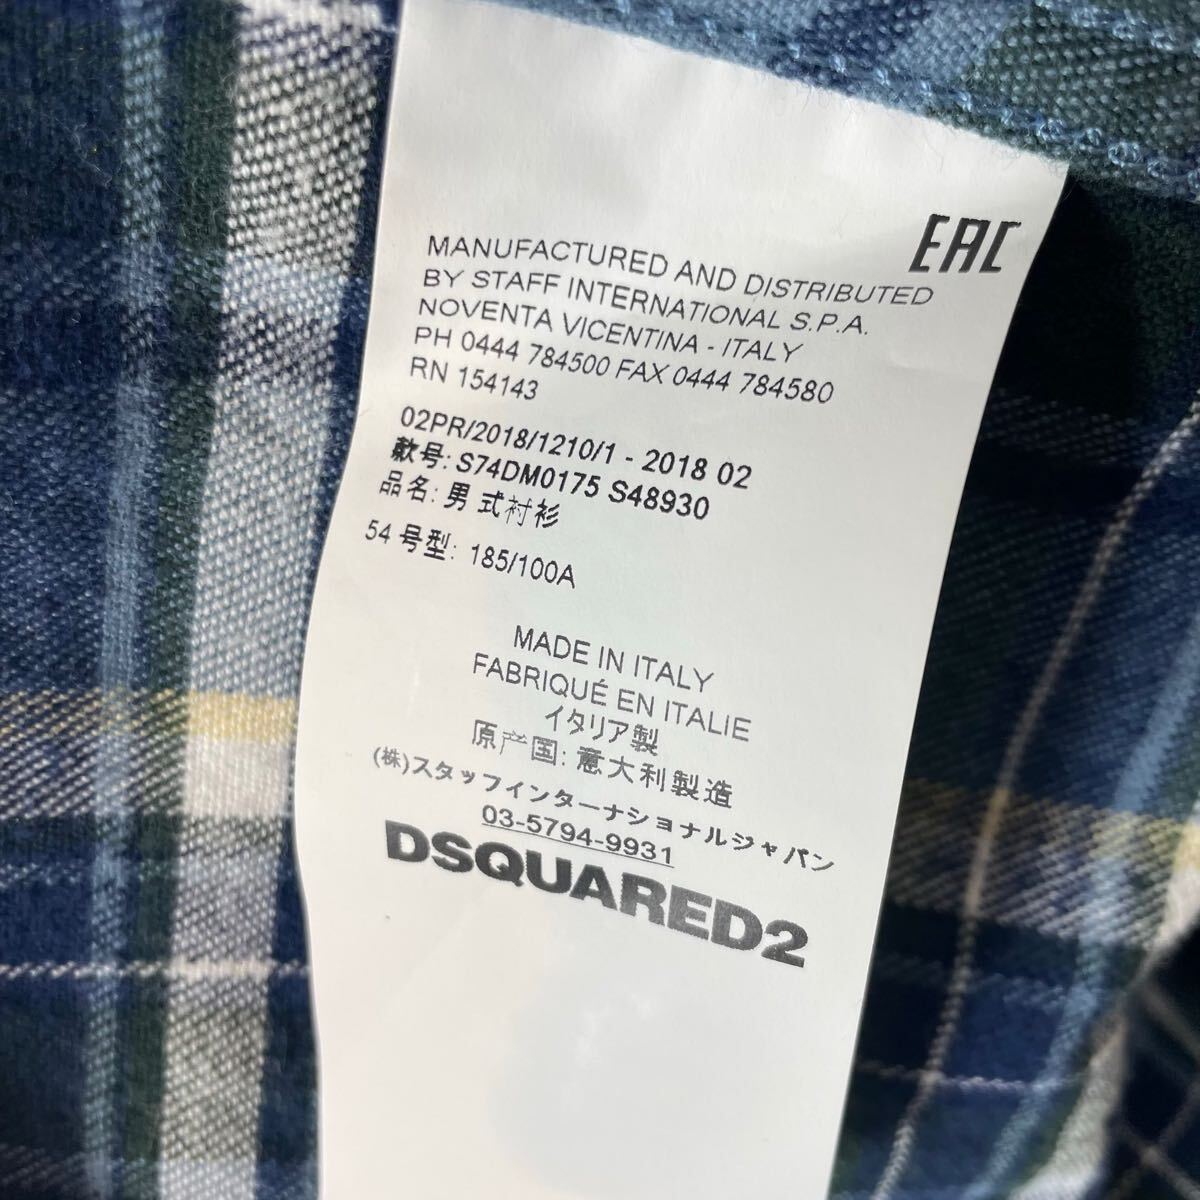 EAC
MANUFACTURED AND DISTRIBUTED
BY STAFF INTERNATIONAL S.P.A.
NOVENTA VICENTINA - ITALY
PH 0444 784500 FAX 0444 784580
RN 154143
02PR/2018/1210/1 - 2018 02
款号: S74DM0175 S48930
品名: 男式衬衫
54 号型: 185/100A
MADE IN ITALY
FABRIQUÉ EN ITALIE
イタリア製
原产国: 意大利製造
(株)スタッフインターナショナルジャパン
03-5794-9931
DSQUARED2